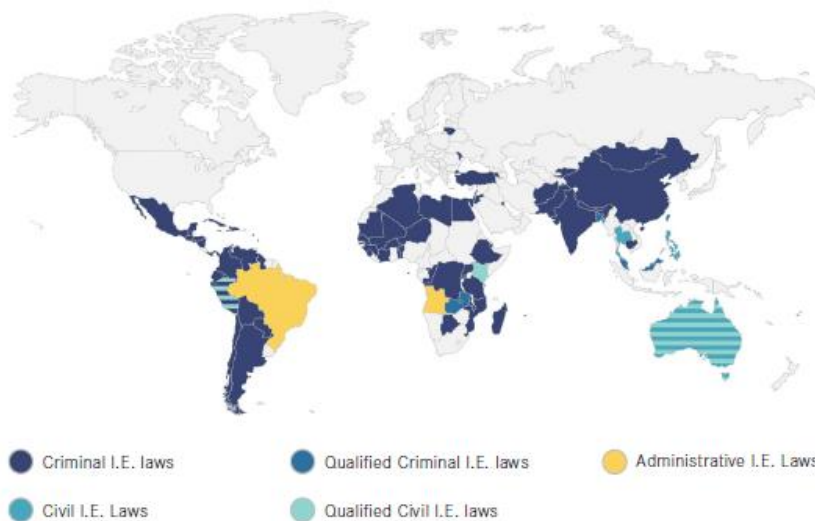 Criminal I.E. laws
Qualified Criminal I.E. laws
Administrative I.E. Laws
Civil I.E. Laws
Qualified Civil I.E. laws